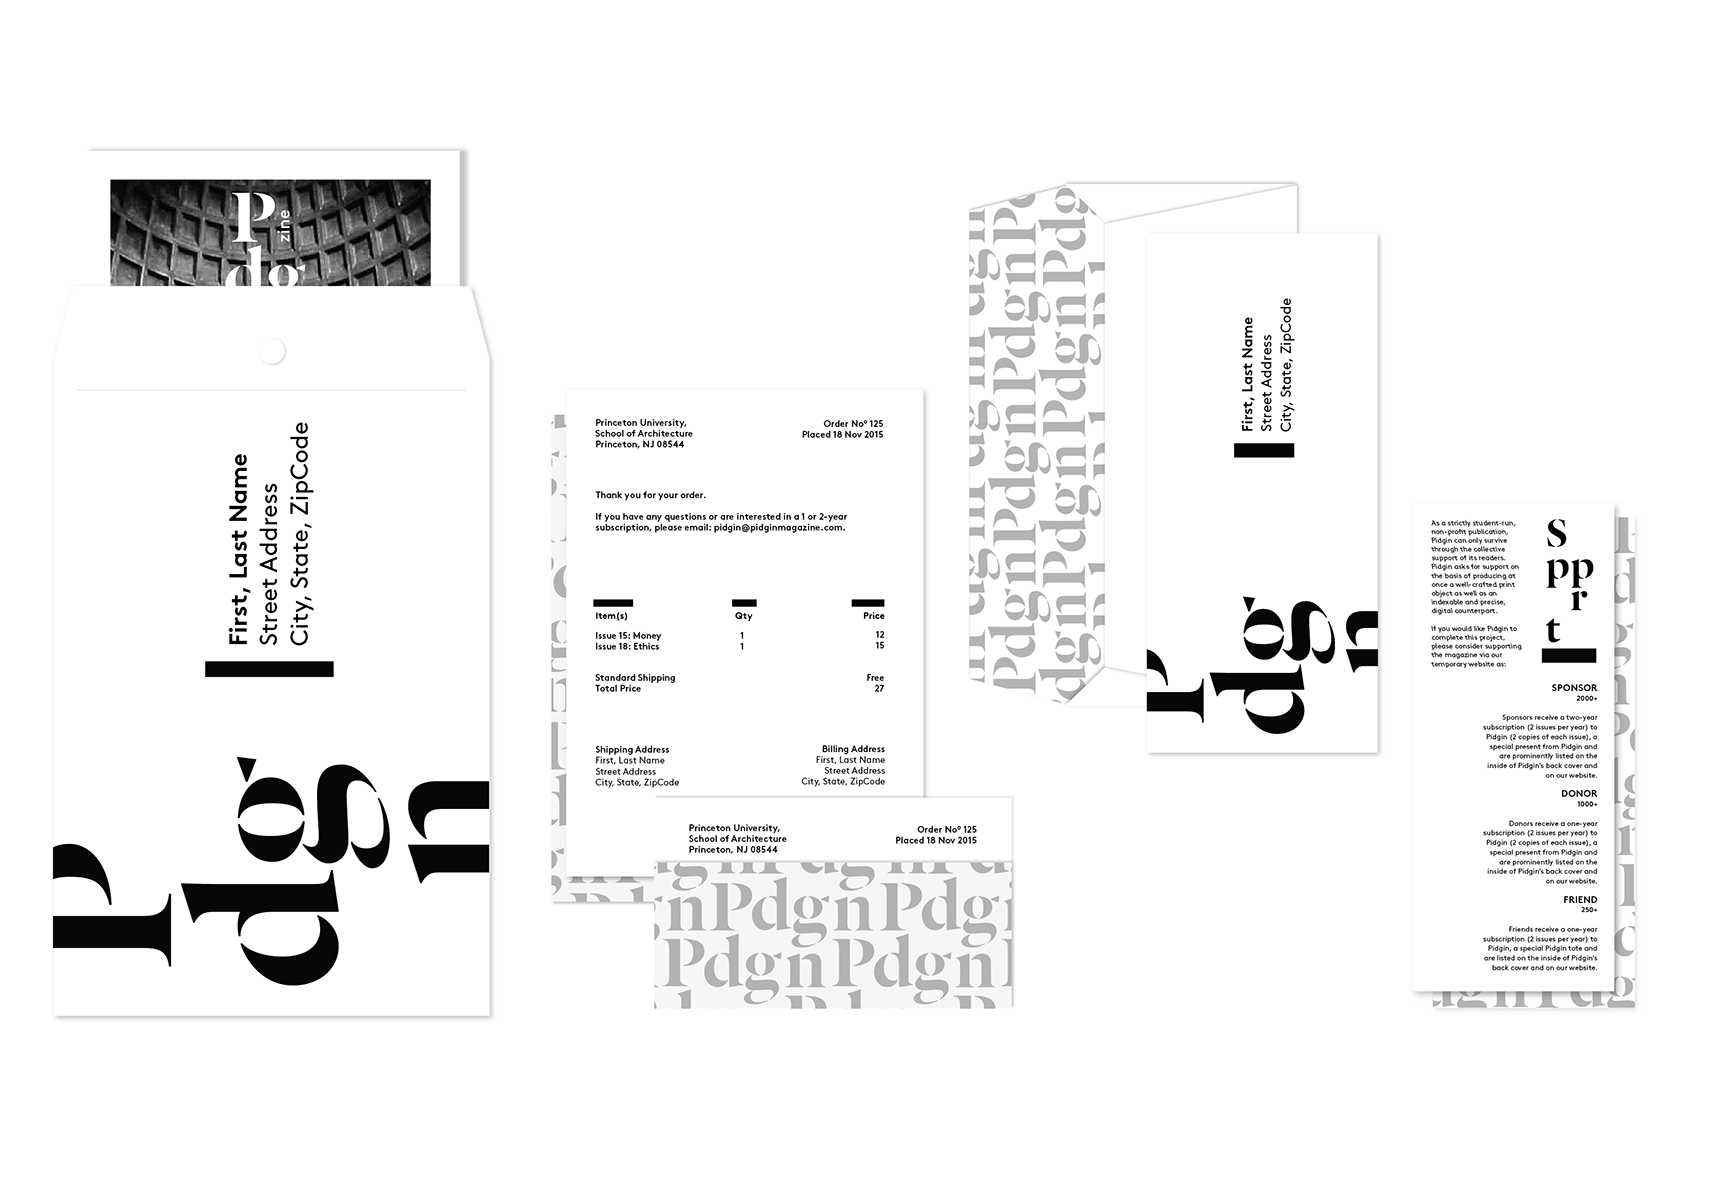 P
zine
dg
First, Last Name
Street Address
City, State, ZipCode
P
dg
n
Princeton University,
School of Architecture
Princeton, NJ 08544
Order Noº 125
Placed 18 Nov 2015
Thank you for your order.
If you have any questions or are interested in a 1 or 2-year
subscription, please email: pidgin@pidginmagazine.com.
Item(s) Qty Price
Issue 15: Money 1 12
Issue 18: Ethics 1 15
Standard Shipping Free
Total Price 27
Shipping Address
First, Last Name
Street Address
City, State, ZipCode
Billing Address
First, Last Name
Street Address
City, State, ZipCode
Princeton University,
School of Architecture
Princeton, NJ 08544
Order Noº 125
Placed 18 Nov 2015
nPdgnPdgn
PdgnPdgn
PdgnPdgn
PdgnPdgn
First, Last Name
Street Address
City, State, ZipCode
P
dg
n
As a strictly student-run,
non-profit publication,
Pidgin can only survive
through the collective
support of its readers.
Pidgin asks for support on
the basis of producing at
once a well-crafted print
object as well as an
indexable and precise,
digital counterpart.
If you would like Pidgin to
complete this project,
please consider supporting
the magazine via our
temporary website as:
s
pp
r
t
SPONSOR
2000+
Sponsors receive a two-year
subscription (2 issues per year) to
Pidgin (2 copies of each issue), a
special present from Pidgin and
are prominently listed on the
inside of Pidgin's back cover and
on our website.
DONOR
1000+
Donors receive a one-year
subscription (2 issues per year) to
Pidgin (2 copies of each issue), a
special present from Pidgin and
are prominently listed on the
inside of Pidgin's back cover and
on our website.
FRIEND
250+
Friends receive a one-year
subscription (2 issues per year) to
Pidgin, a special Pidgin tote and
are listed on the inside of Pidgin's
back cover and on our website.
dgnPdg